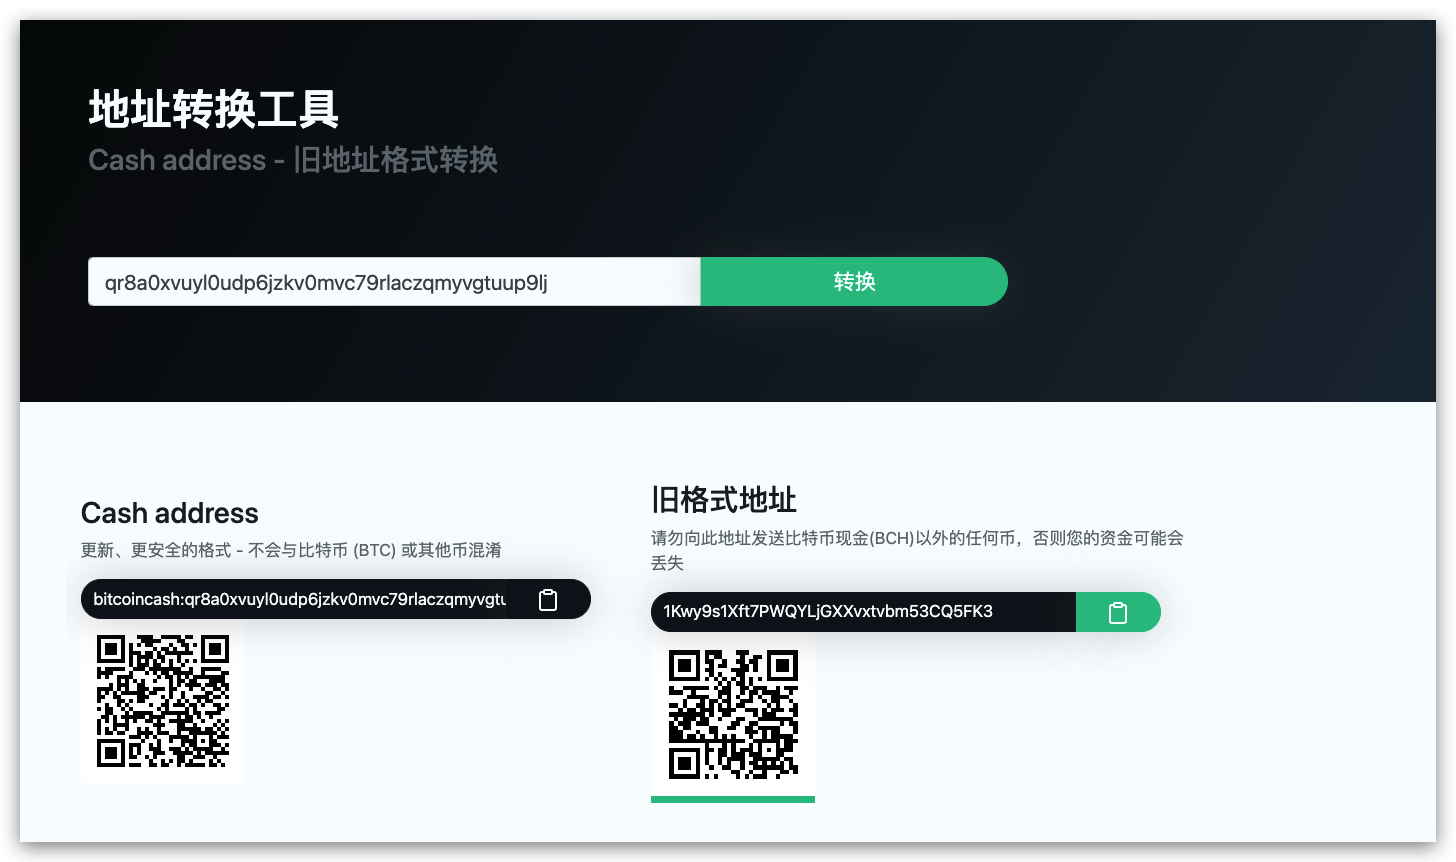 地址转换工具
Cash address - 旧地址格式转换
qr8a0xvuyl0udp6jzkv0mvc79rlaczqmyvgtuup9lj
转换
Cash address
更新、更安全的格式 - 不会与比特币 (BTC) 或其他币混淆
bitcoincash:qr8a0xvuyl0udp6jzkv0mvc79rlaczqmyvgtu
旧格式地址
请勿向此地址发送比特币现金(BCH)以外的任何币，否则您的资金可能会
丢失
1Kwy9s1Xft7PWQYLjGXXvxtvbm53CQ5FK3